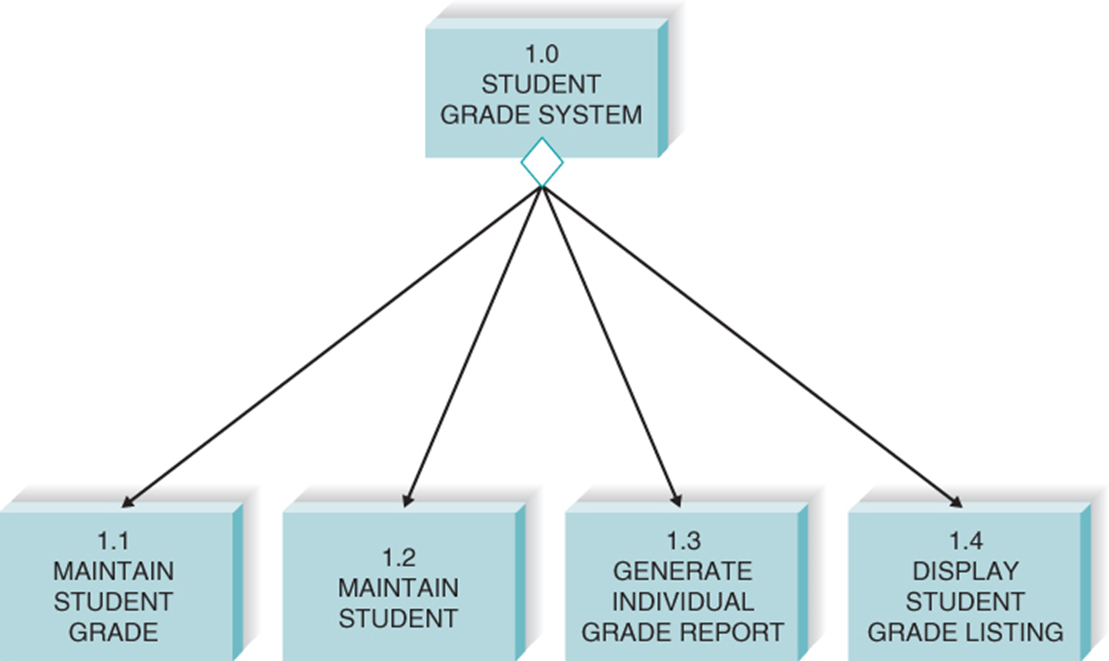 1.0
STUDENT
GRADE SYSTEM
1.1
MAINTAIN
STUDENT
GRADE
1.2
MAINTAIN
STUDENT
1.3
GENERATE
INDIVIDUAL
GRADE REPORT
1.4
DISPLAY
STUDENT
GRADE LISTING